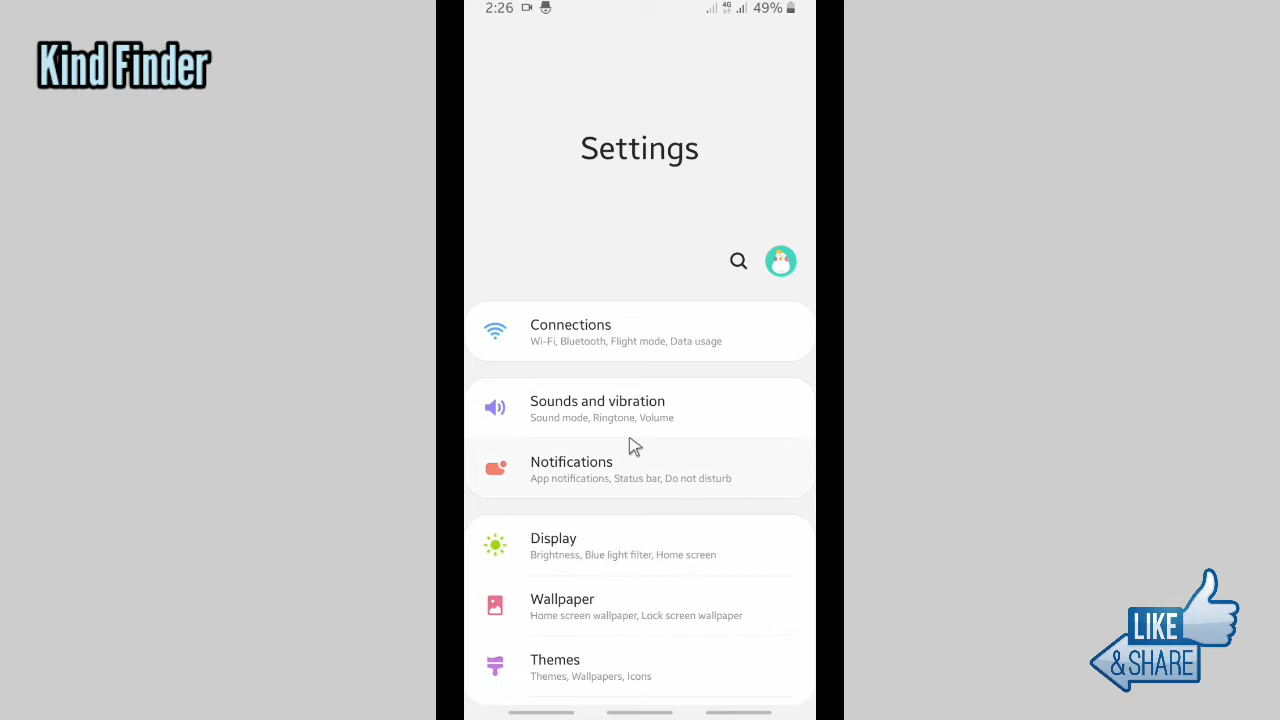 2:26
4G
49%
Kind Finder
Settings
Connections
Wi-Fi, Bluetooth, Flight mode, Data usage
Sounds and vibration
Sound mode, Ringtone, Volume
Notifications
App notifications, Status bar, Do not disturb
Display
Brightness, Blue light filter, Home screen
Wallpaper
Home screen wallpaper, Lock screen wallpaper
Themes
Themes, Wallpapers, Icons
LIKE
& SHARE